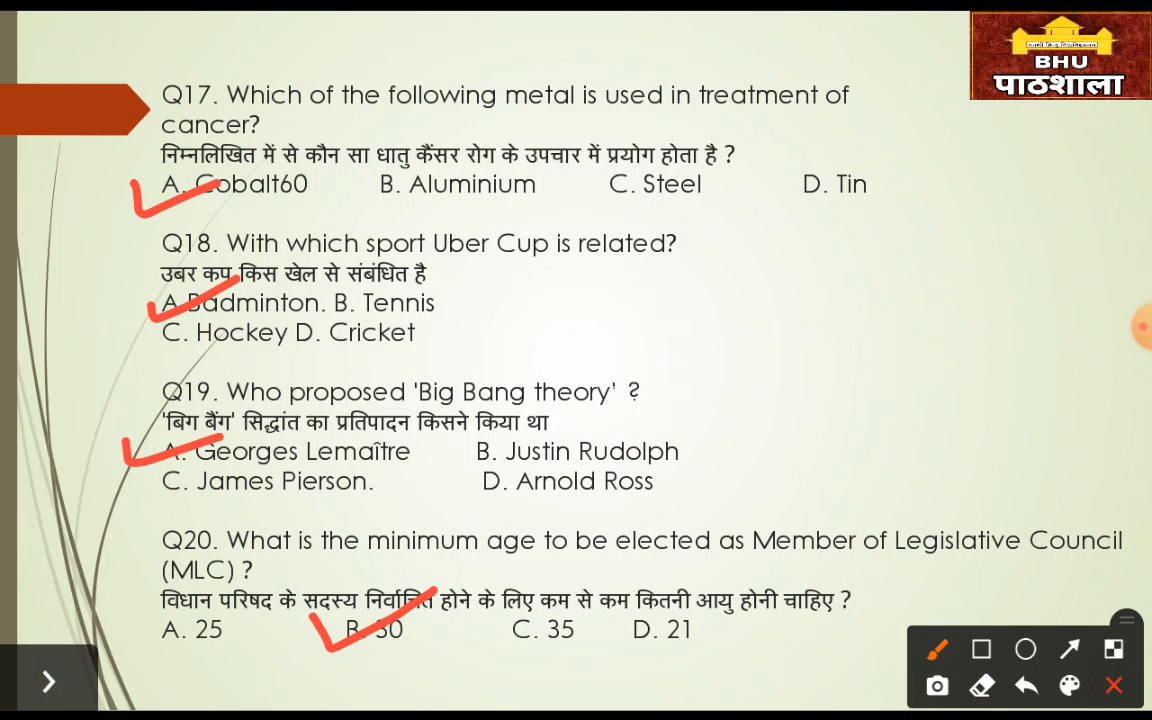 BHU
पाठशाला
Q17. Which of the following metal is used in treatment of
cancer?
निम्नलिखित में से कौन सा धातु कैंसर रोग के उपचार में प्रयोग होता है ?
A. Cobalt60 B. Aluminium C. Steel D. Tin
Q18. With which sport Uber Cup is related?
उबर कप किस खेल से संबंधित है
A Badminton. B. Tennis
C. Hockey D. Cricket
Q19. Who proposed 'Big Bang theory’ ?
'बिग बैंग' सिद्धांत का प्रतिपादन किसने किया था
A. Georges Lemaître B. Justin Rudolph
C. James Pierson. D. Arnold Ross
Q20. What is the minimum age to be elected as Member of Legislative Council
(MLC) ?
विधान परिषद के सदस्य निर्वाचित होने के लिए कम से कम कितनी आयु होनी चाहिए ?
A. 25 B. 30 C. 35 D. 21